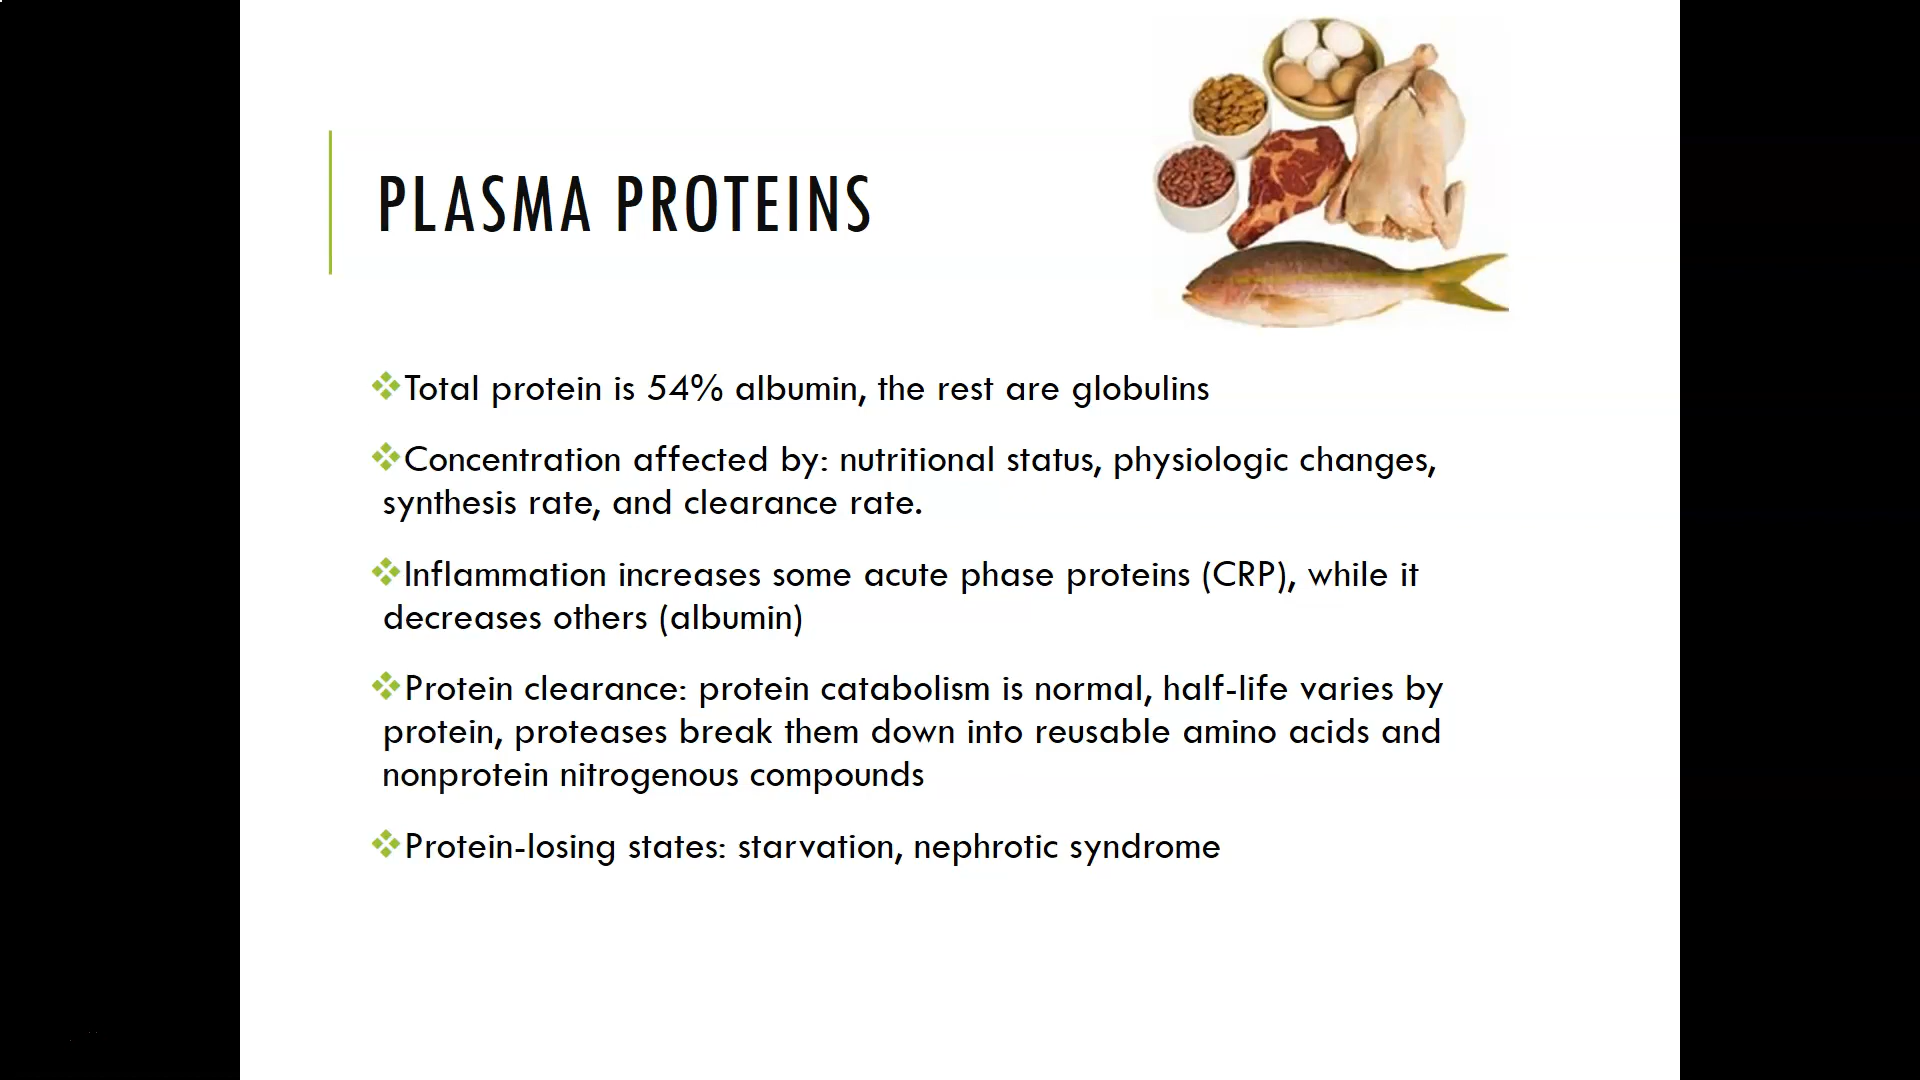 PLASMA PROTEINS
❖Total protein is 54% albumin, the rest are globulins
❖Concentration affected by: nutritional status, physiologic changes,
synthesis rate, and clearance rate.
❖Inflammation increases some acute phase proteins (CRP), while it
decreases others (albumin)
❖Protein clearance: protein catabolism is normal, half-life varies by
protein, proteases break them down into reusable amino acids and
nonprotein nitrogenous compounds
❖Protein-losing states: starvation, nephrotic syndrome